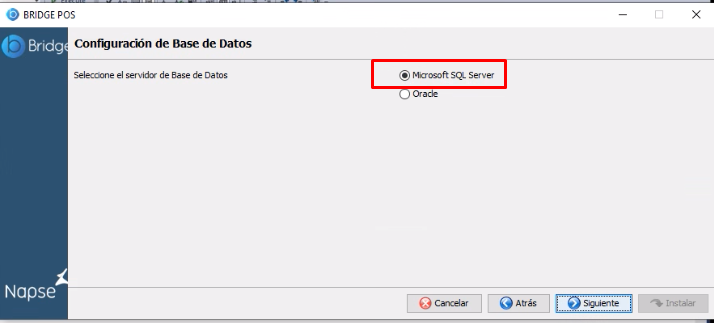 BRIDGE POS
Bridge
Configuración de Base de Datos
Seleccione el servidor de Base de Datos
Microsoft SQL Server
Oracle
Napse
Cancelar
Atrás
Siguiente
Instalar